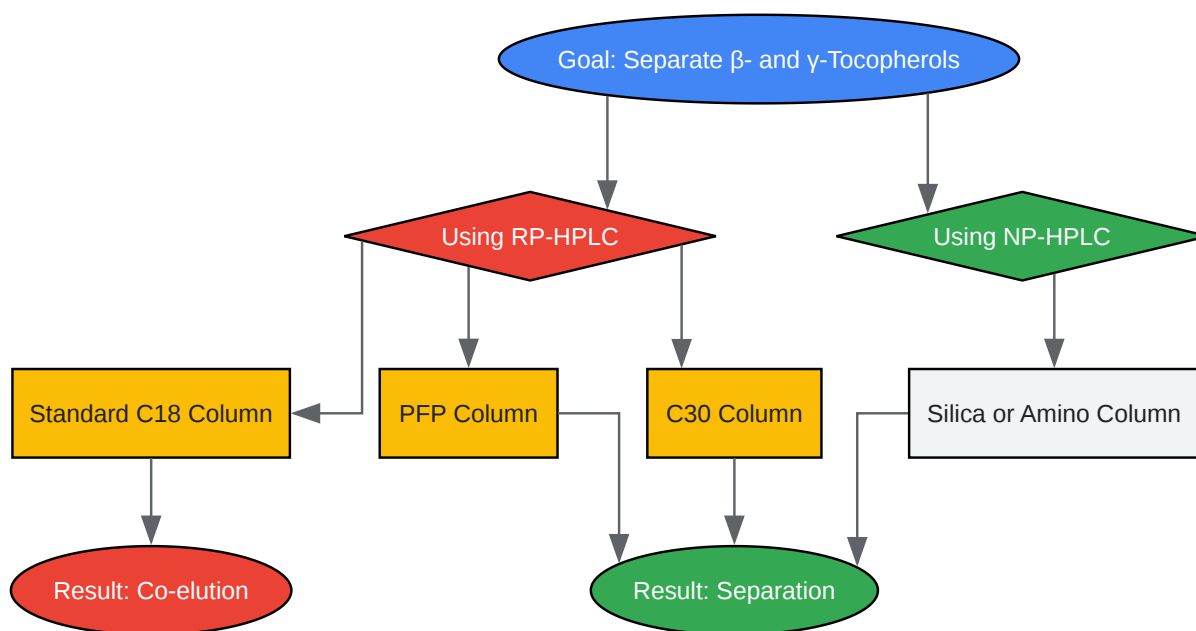 Goal: Separate β- and γ-Tocopherols
Using RP-HPLC
Using NP-HPLC
Standard C18 Column
PFP Column
C30 Column
Silica or Amino Column
Result: Co-elution
Result: Separation